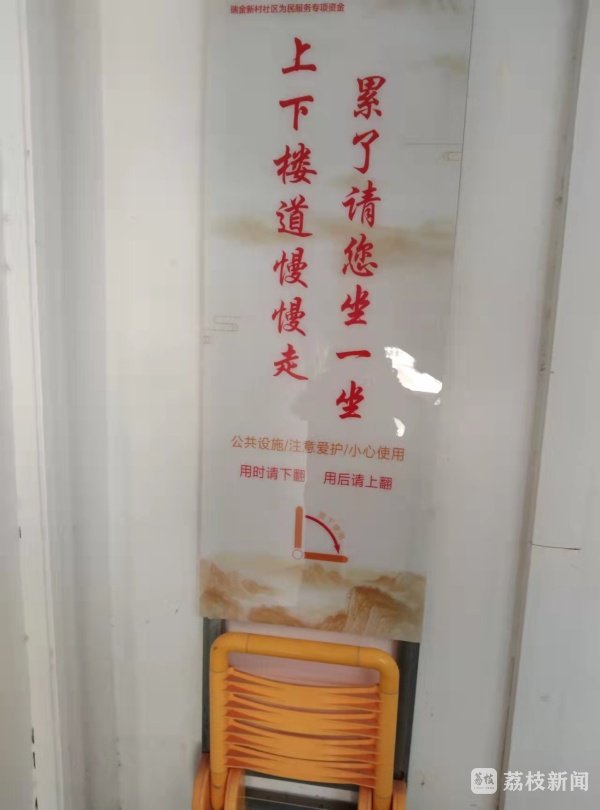 瑞金新村社区为民服务专项资金
上下楼道慢慢走
累了请您坐一坐
公共设施/注意爱护/小心使用
用时请下翻 用后请上翻
荔枝 荔枝新闻